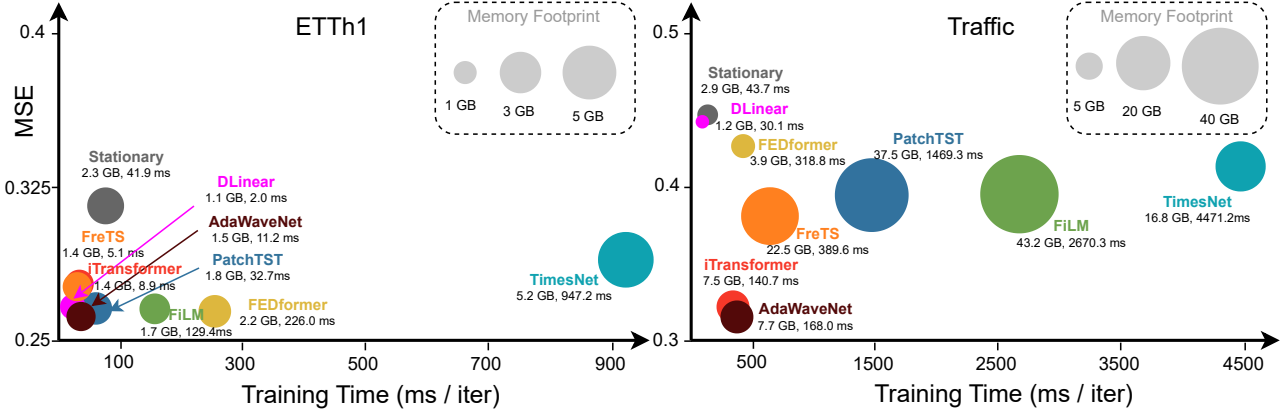 ETTh1
MSE
0.4
0.325
0.25
Memory Footprint
1 GB
3 GB
5 GB
Stationary
2.3 GB, 41.9 ms
DLinear
1.1 GB, 2.0 ms
AdaWaveNet
1.5 GB, 11.2 ms
FreTS
1.4 GB, 5.1 ms
PatchTST
1.8 GB, 32.7ms
iTransformer
1.4 GB, 8.9 ms
FiLM
1.7 GB, 129.4ms
FEDformer
2.2 GB, 226.0 ms
TimesNet
5.2 GB, 947.2 ms
100
300
500
700
900
Training Time (ms / iter)
Traffic
0.5
0.4
0.3
Memory Footprint
5 GB
20 GB
40 GB
Stationary
2.9 GB, 43.7 ms
DLinear
1.2 GB, 30.1 ms
FEDformer
3.9 GB, 318.8 ms
PatchTST
37.5 GB, 1469.3 ms
TimesNet
16.8 GB, 4471.2ms
FiLM
43.2 GB, 2670.3 ms
FreTS
22.5 GB, 389.6 ms
iTransformer
7.5 GB, 140.7 ms
AdaWaveNet
7.7 GB, 168.0 ms
500
1500
2500
3500
4500
Training Time (ms / iter)